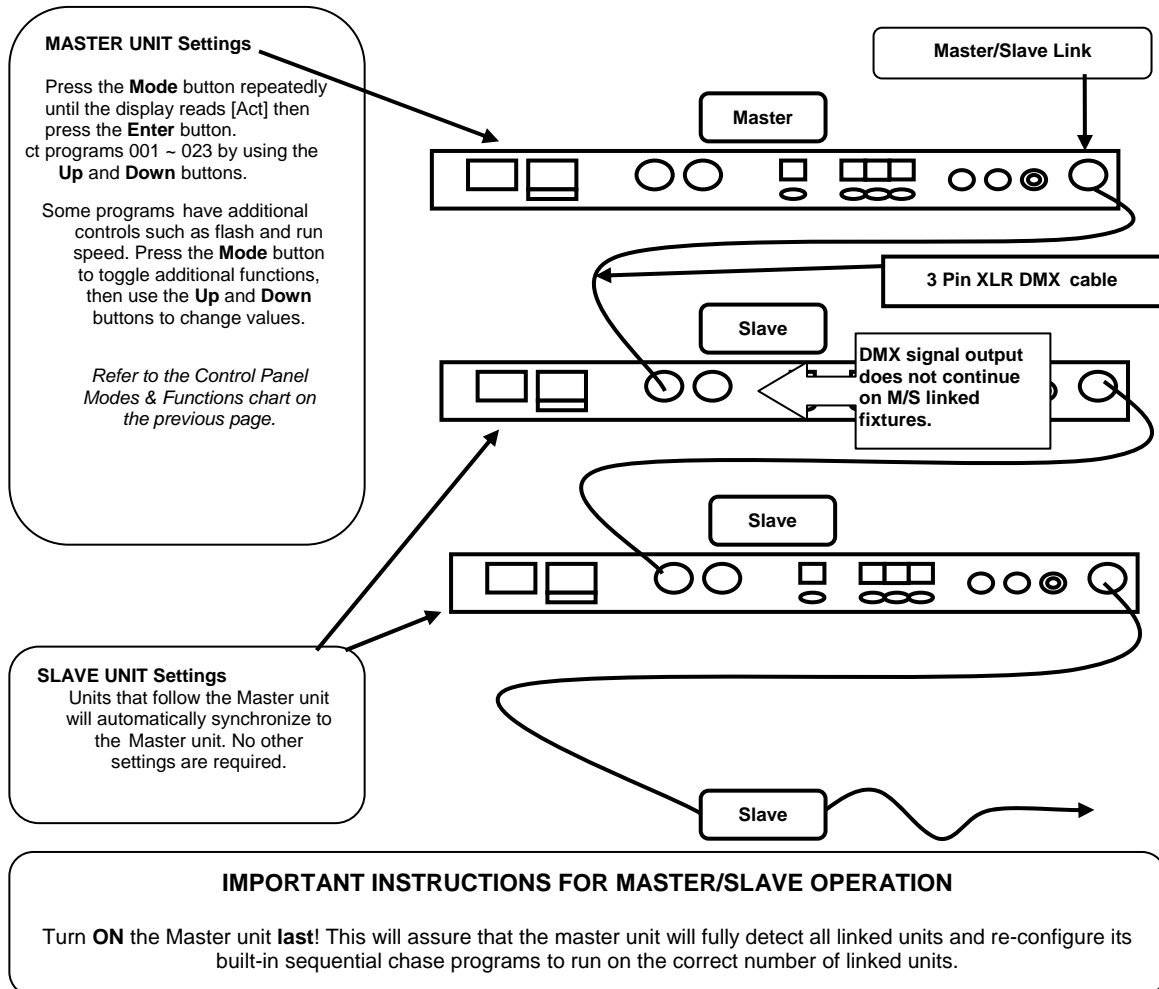 MASTER UNIT Settings
Press the Mode button repeatedly
until the display reads [Act] then
press the Enter button.
ct programs 001 ~ 023 by using the
Up and Down buttons.
Some programs have additional
controls such as flash and run
speed. Press the Mode button
to toggle additional functions,
then use the Up and Down
buttons to change values.
Refer to the Control Panel
Modes & Functions chart on
the previous page.
Master/Slave Link
Master
3 Pin XLR DMX cable
Slave
DMX signal output
does not continue
on M/S linked
fixtures.
Slave
SLAVE UNIT Settings
Units that follow the Master unit
will automatically synchronize to
the Master unit. No other
settings are required.
Slave
IMPORTANT INSTRUCTIONS FOR MASTER/SLAVE OPERATION
Turn ON the Master unit last! This will assure that the master unit will fully detect all linked units and re-configure its
built-in sequential chase programs to run on the correct number of linked units.